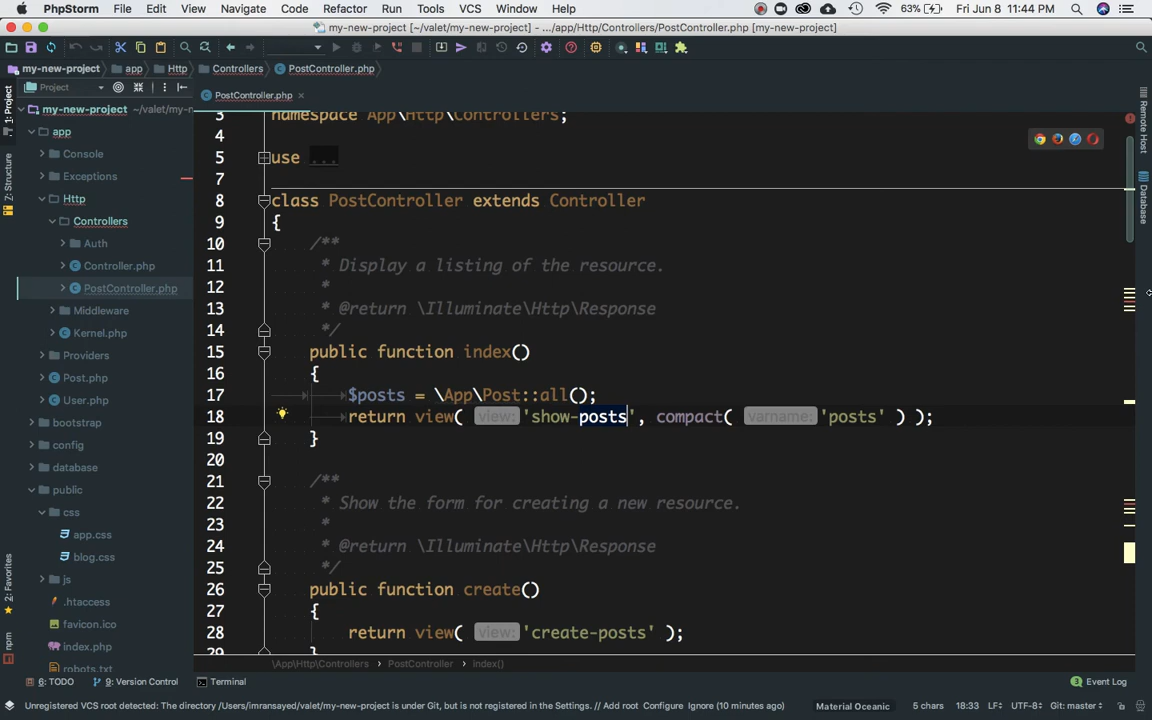 PhpStorm File Edit View Navigate Code Refactor Run Tools VCS Window Help 63% Fri Jun 8 11:44 PM
my-new-project [~/valet/my-new-project] - .../app/Http/Controllers/PostController.php [my-new-project]
my-new-project app Http Controllers PostController.php
Project
PostController.php
1: Project
Z: Structure
2: Favorites
npm
Remote Host
Database
my-new-project ~/valet/my-n
app
Console
Exceptions
Http
Controllers
Auth
Controller.php
PostController.php
Middleware
Kernel.php
Providers
Post.php
User.php
bootstrap
config
database
public
css
app.css
blog.css
js
.htaccess
favicon.ico
index.php
robots.txt
3 namespace App\Http\Controllers;
4
5 use ...
7
8 class PostController extends Controller
9 {
10 /**
11 * Display a listing of the resource.
12 *
13 * @return \Illuminate\Http\Response
14 */
15 public function index()
16 {
17 $posts = \App\Post::all();
18 return view( view: 'show-posts', compact( varname: 'posts' ) );
19 }
20
21 /**
22 * Show the form for creating a new resource.
23 *
24 * @return \Illuminate\Http\Response
25 */
26 public function create()
27 {
28 return view( view: 'create-posts' );
29 }
\App\Http\Controllers PostController index()
6: TODO 9: Version Control Terminal 1 Event Log
Unregistered VCS root detected: The directory /Users/imransayed/valet/my-new-project is under Git, but is not registered in the Settings. // Add root Configure Ignore (10 minutes ago) Material Oceanic 5 chars 18:33 LF÷ UTF-8÷ Git: master÷